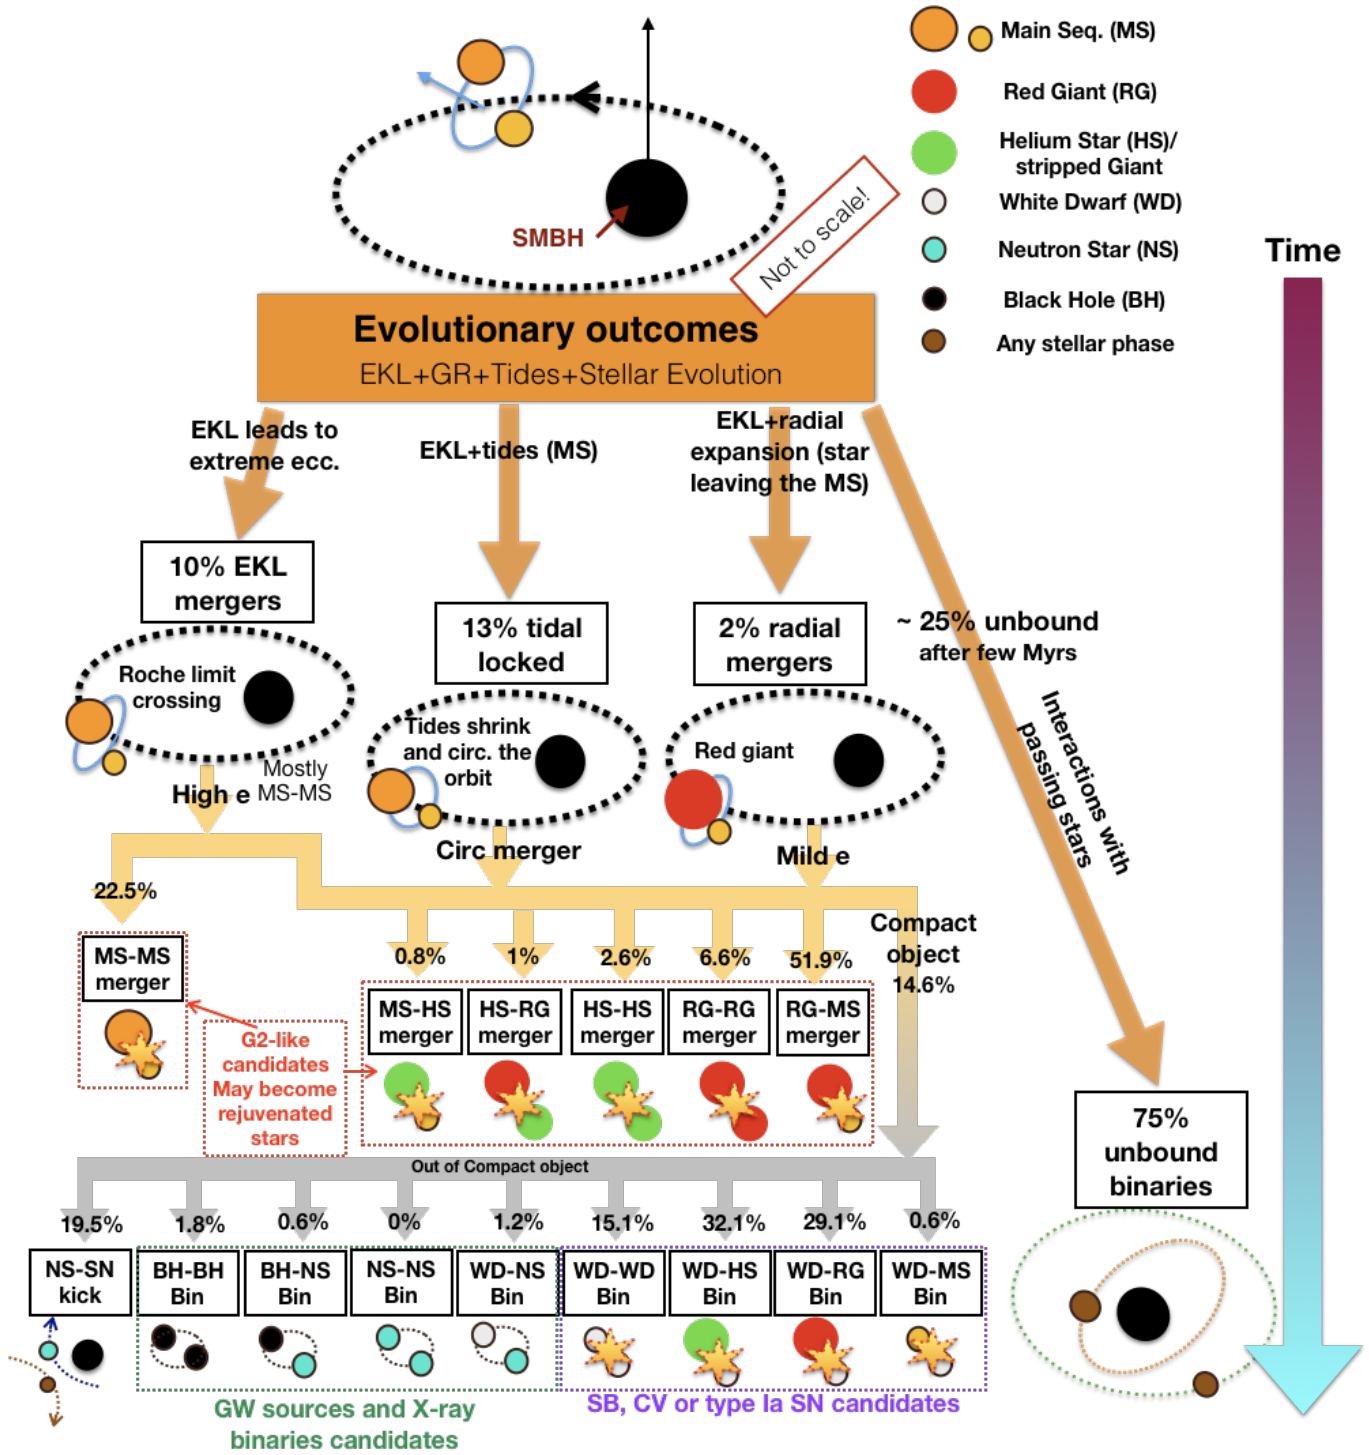 Main Seq. (MS)
Red Giant (RG)
Helium Star (HS)/
stripped Giant
White Dwarf (WD)
Neutron Star (NS)
Black Hole (BH)
Any stellar phase
Time
SMBH
Not to scale!
Evolutionary outcomes
EKL+GR+Tides+Stellar Evolution
EKL leads to
extreme ecc.
EKL+tides (MS)
EKL+radial
expansion (star
leaving the MS)
10% EKL
mergers
13% tidal
locked
2% radial
mergers
~ 25% unbound
after few Myrs
Interactions with
passing stars
Roche limit
crossing
Tides shrink
and circ. the
orbit
Red giant
High e
Mostly
MS-MS
Circ merger
Mild e
22.5%
0.8%
1%
2.6%
6.6%
51.9%
Compact
object
14.6%
MS-MS
merger
MS-HS
merger
HS-RG
merger
HS-HS
merger
RG-RG
merger
RG-MS
merger
G2-like
candidates
May become
rejuvenated
stars
75%
unbound
binaries
Out of Compact object
19.5%
1.8%
0.6%
0%
1.2%
15.1%
32.1%
29.1%
0.6%
NS-SN
kick
BH-BH
Bin
BH-NS
Bin
NS-NS
Bin
WD-NS
Bin
WD-WD
Bin
WD-HS
Bin
WD-RG
Bin
WD-MS
Bin
GW sources and X-ray
binaries candidates
SB, CV or type Ia SN candidates